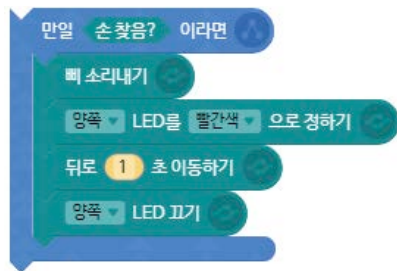 만일 손 찾음? 이라면
삐 소리내기
양쪽 LED를 빨간색 으로 정하기
뒤로 1 초 이동하기
양쪽 LED 끄기